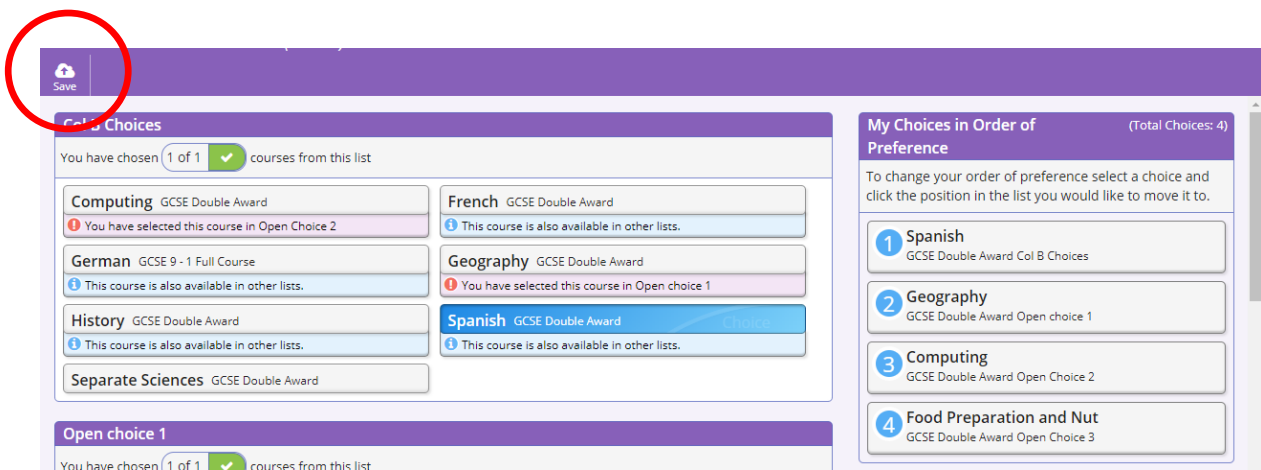 Save
Col B Choices
You have chosen 1 of 1 courses from this list
Computing GCSE Double Award
You have selected this course in Open Choice 2
French GCSE Double Award
This course is also available in other lists.
German GCSE 9 - 1 Full Course
This course is also available in other lists.
Geography GCSE Double Award
You have selected this course in Open choice 1
History GCSE Double Award
This course is also available in other lists.
Spanish GCSE Double Award Choice
This course is also available in other lists.
Separate Sciences GCSE Double Award
Open choice 1
You have chosen 1 of 1 courses from this list
My Choices in Order of
Preference
(Total Choices: 4)
To change your order of preference select a choice and
click the position in the list you would like to move it to.
1 Spanish
GCSE Double Award Col B Choices
2 Geography
GCSE Double Award Open choice 1
3 Computing
GCSE Double Award Open Choice 2
4 Food Preparation and Nut
GCSE Double Award Open Choice 3